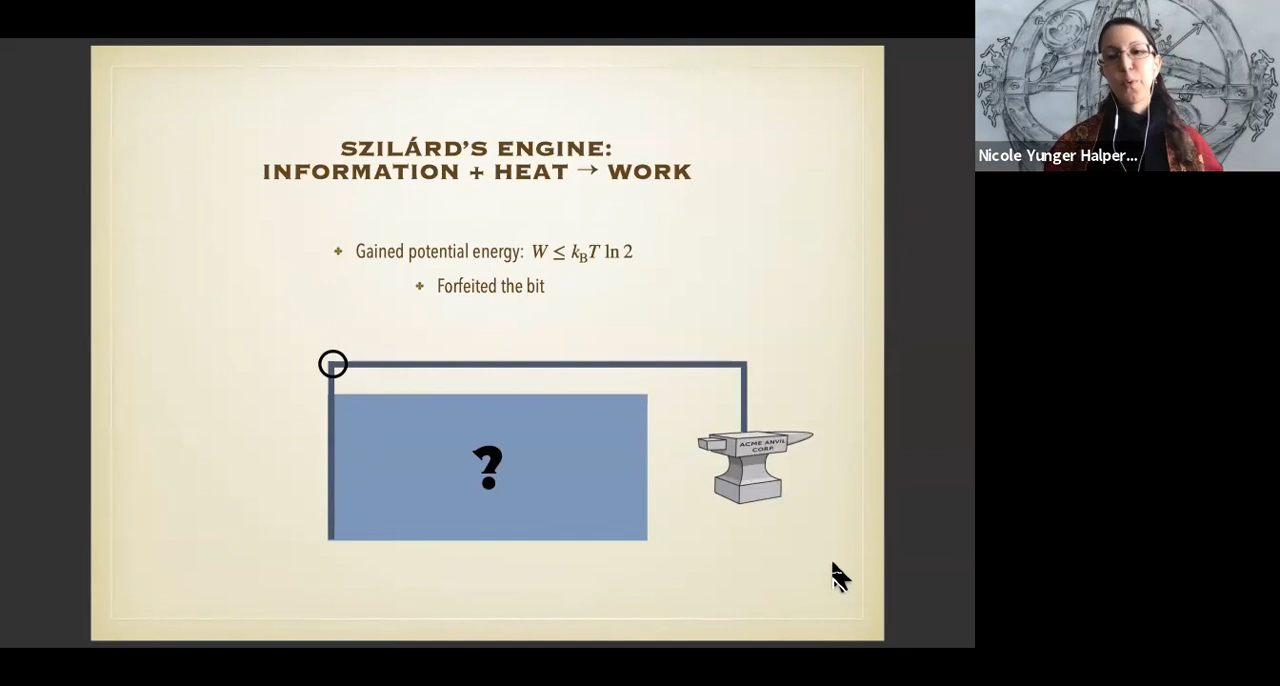 SZILÁRD'S ENGINE:
INFORMATION + HEAT → WORK
Gained potential energy: W ≤ k_B T ln 2
Forfeited the bit
?
ACME ANVIL
CORP.
Nicole Yunger Halper...